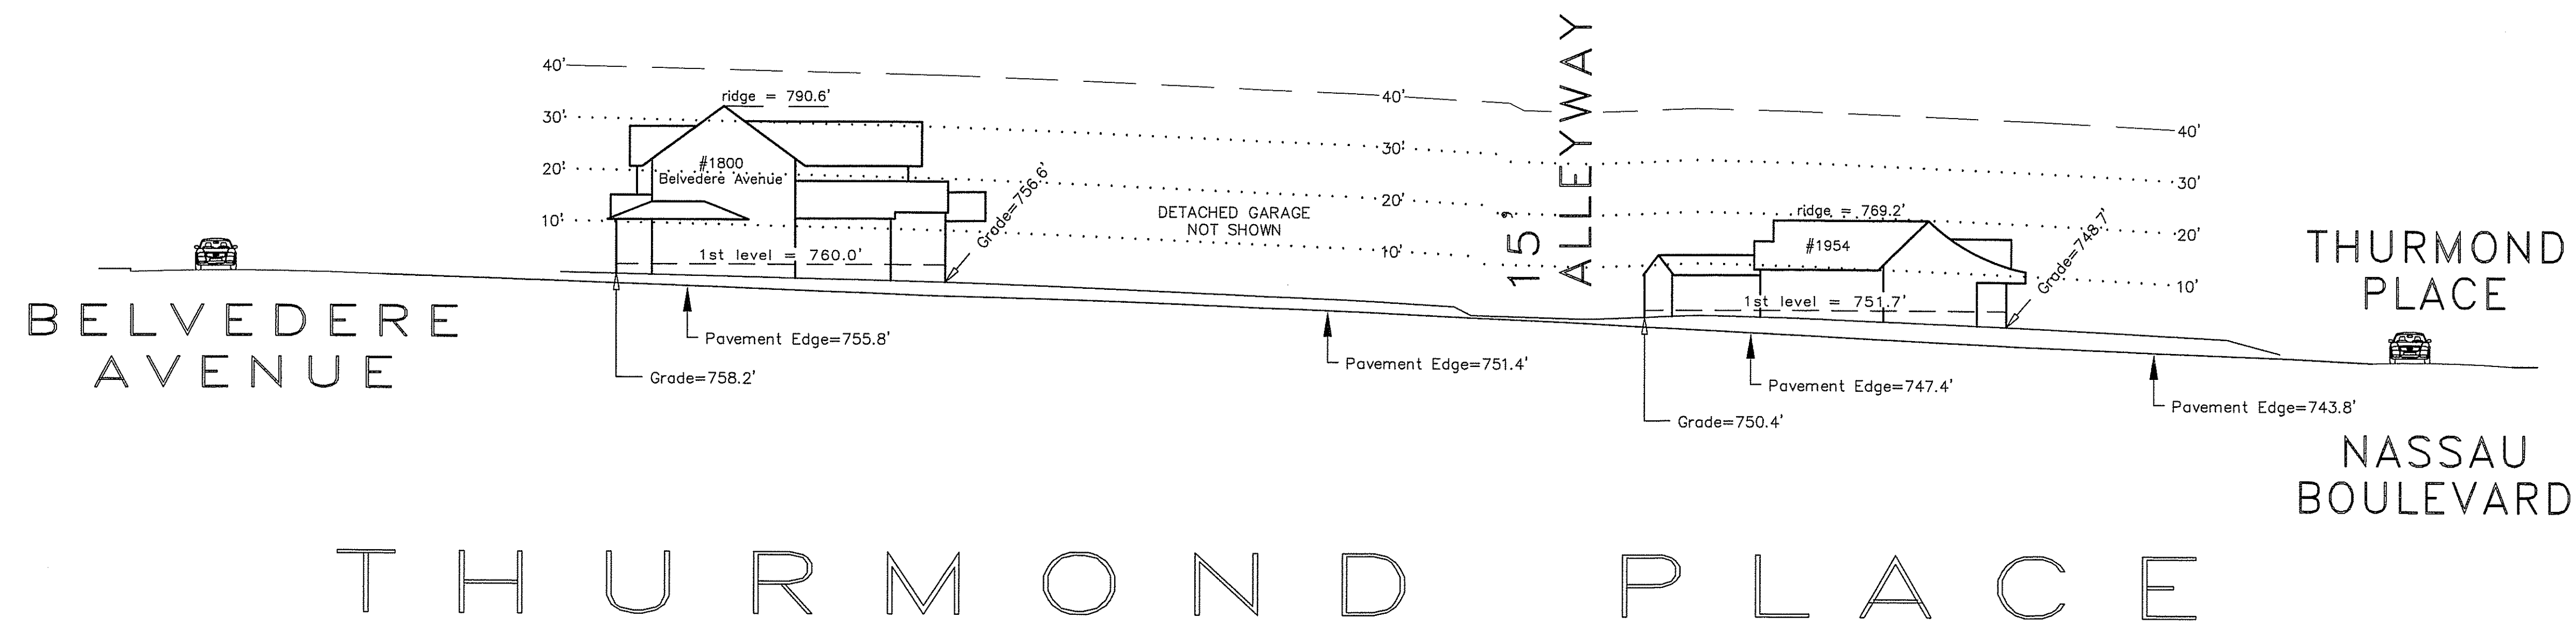 40'
30'
20'
10'
ridge = 790.6'
#1800
Belvedere Avenue
1st level = 760.0'
Grade=756.6'
Pavement Edge=755.8'
Grade=758.2'
BELVEDERE
AVENUE
DETACHED GARAGE
NOT SHOWN
40'
30'
20'
10'
Pavement Edge=751.4'
15'
ALLEYWAY
ridge = 769.2'
#1954
1st level = 751.7'
Grade=748.7'
Pavement Edge=747.4'
Grade=750.4'
40'
30'
20'
10'
Pavement Edge=743.8'
THURMOND
PLACE
NASSAU
BOULEVARD
THURMOND PLACE